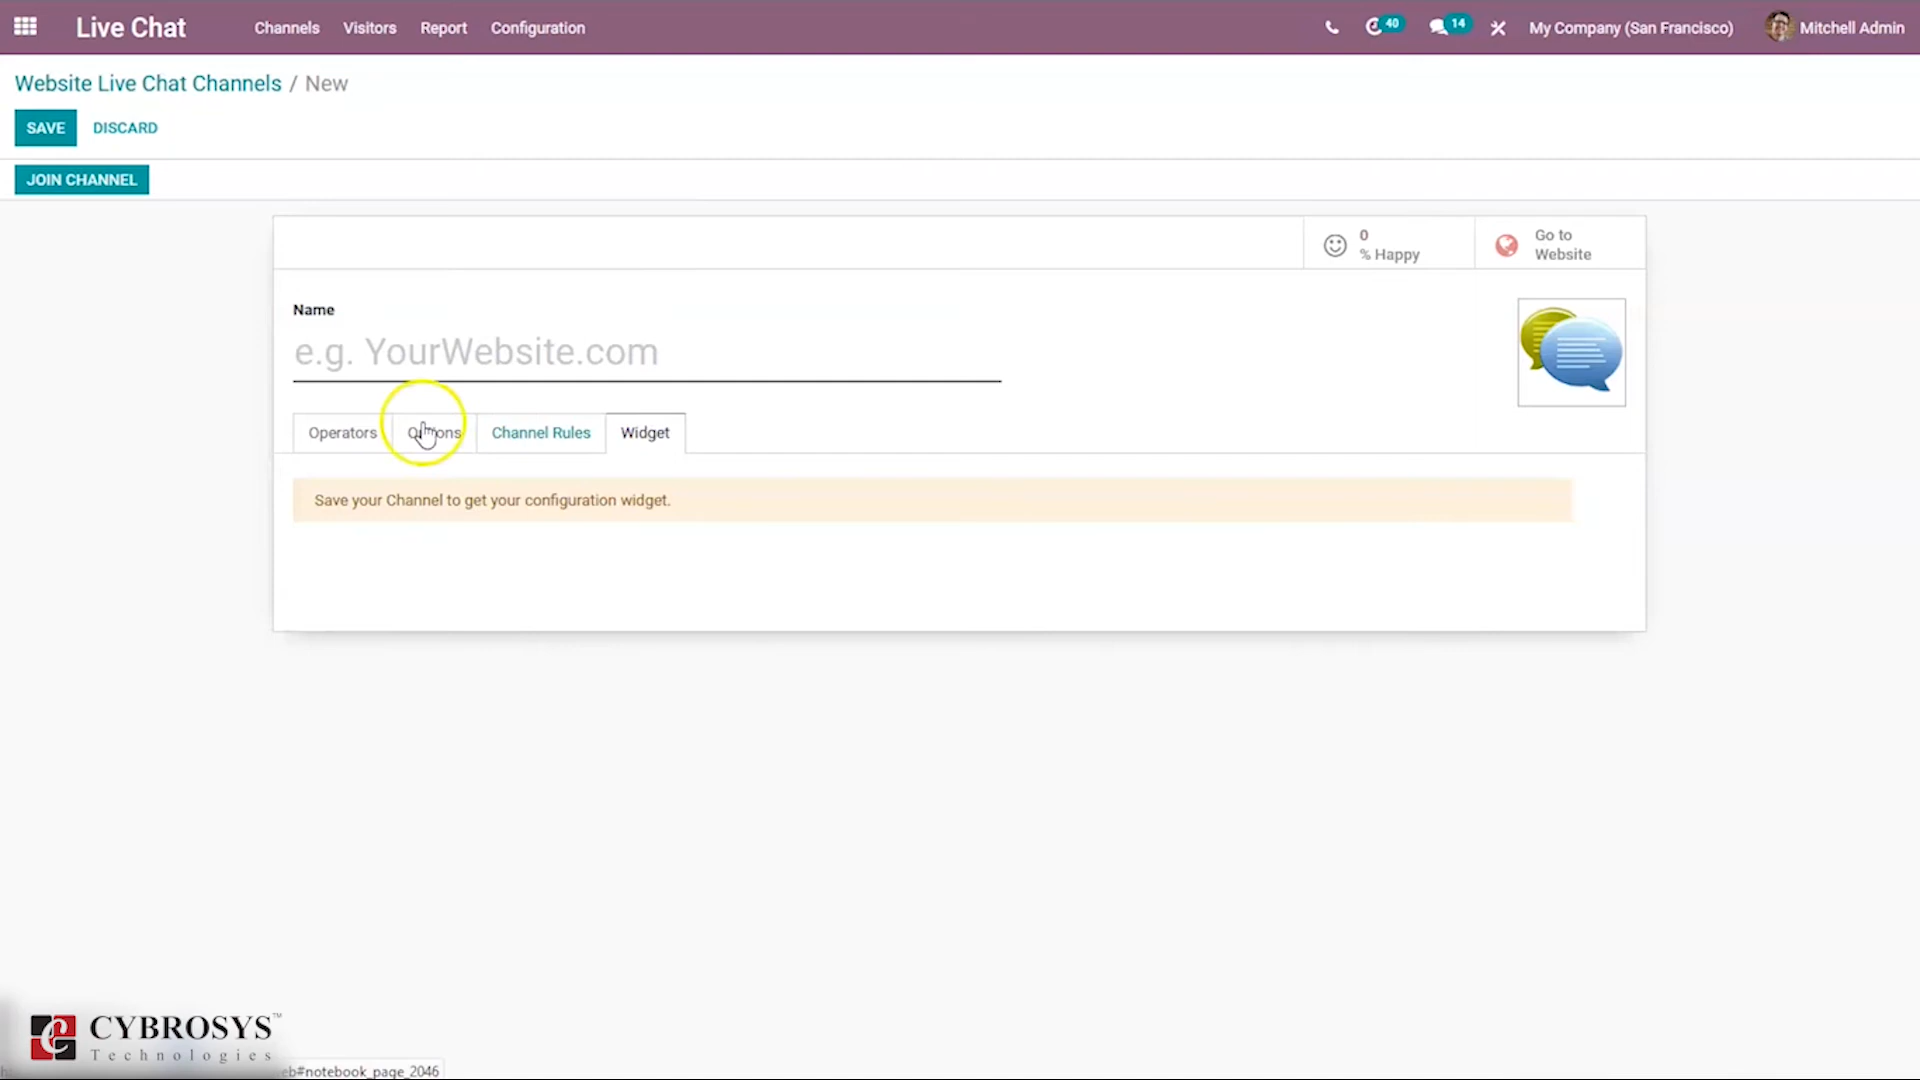 Live Chat Channels Visitors Report Configuration 40 14 My Company (San Francisco) Mitchell Admin
Website Live Chat Channels / New
SAVE DISCARD
JOIN CHANNEL
0
% Happy
Go to
Website
Name
e.g. YourWebsite.com
Operators Options Channel Rules Widget
Save your Channel to get your configuration widget.
CYBROSYS™
Technologies
eb#notebook_page_2046